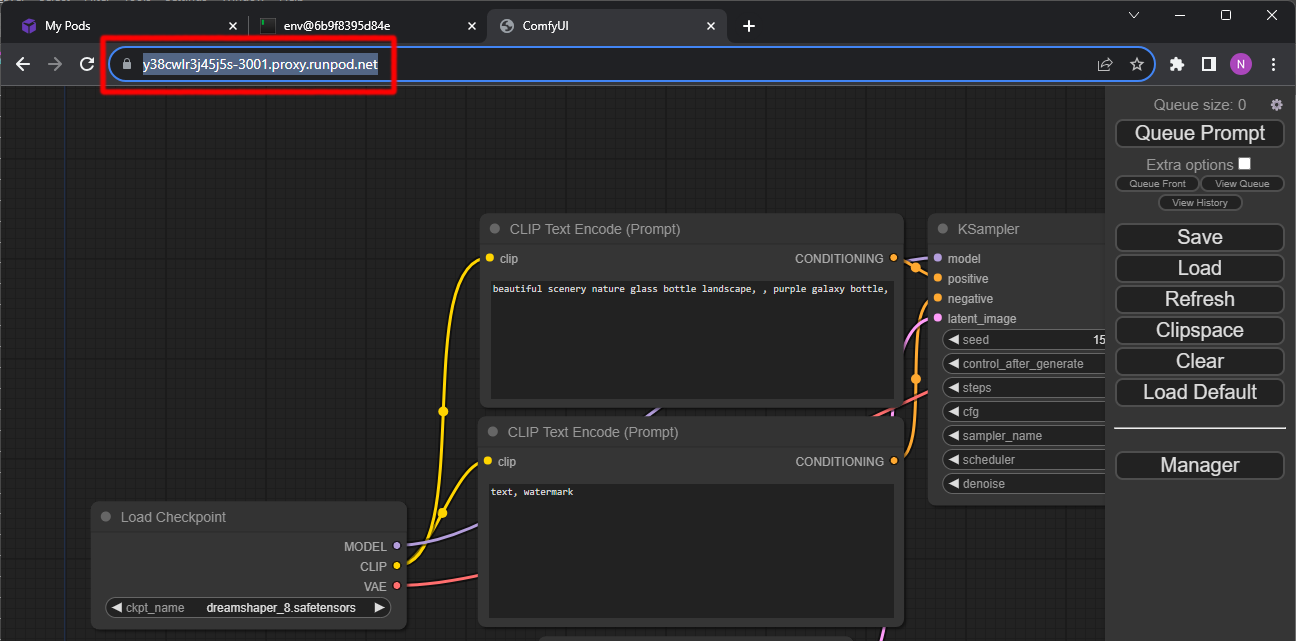 My Pods
env@6b9f8395d84e
ComfyUI
y38cwlr3j45j5s-3001.proxy.runpod.net
N
Queue size: 0
Queue Prompt
Extra options
Queue Front
View Queue
View History
Save
Load
Refresh
Clipspace
Clear
Load Default
Manager
CLIP Text Encode (Prompt)
clip
CONDITIONING
beautiful scenery nature glass bottle landscape, , purple galaxy bottle,
KSampler
model
positive
negative
latent_image
seed 15
control_after_generate
steps
cfg
sampler_name
scheduler
denoise
CLIP Text Encode (Prompt)
clip
CONDITIONING
text, watermark
Load Checkpoint
MODEL
CLIP
VAE
ckpt_name dreamshaper_8.safetensors